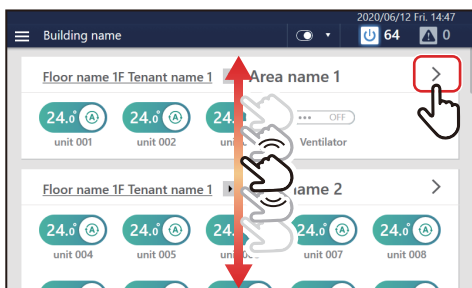 2020/06/12 Fri. 14:47
Building name 64 0
Floor name 1F Tenant name 1 Area name 1
24.0° A 24.0° A 24. OFF
unit 001 unit 002 Ventilator
Floor name 1F Tenant name 1 name 2
24.0° A 24.0° A 24.0° A 24.0° A
unit 004 unit 005 unit 007 unit 008